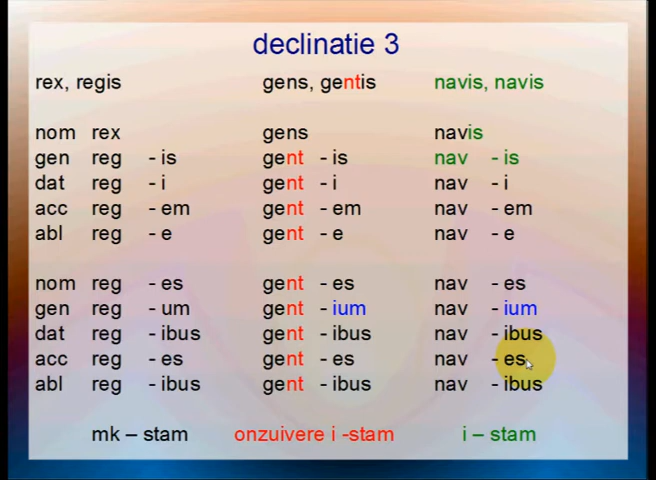 declinatie 3
rex, regis gens, gentis navis, navis
nom rex gens navis
gen reg - is gent - is nav - is
dat reg - i gent - i nav - i
acc reg - em gent - em nav - em
abl reg - e gent - e nav - e
nom reg - es gent - es nav - es
gen reg - um gent - ium nav - ium
dat reg - ibus gent - ibus nav - ibus
acc reg - es gent - es nav - es
abl reg - ibus gent - ibus nav - ibus
mk – stam onzuivere i -stam i – stam